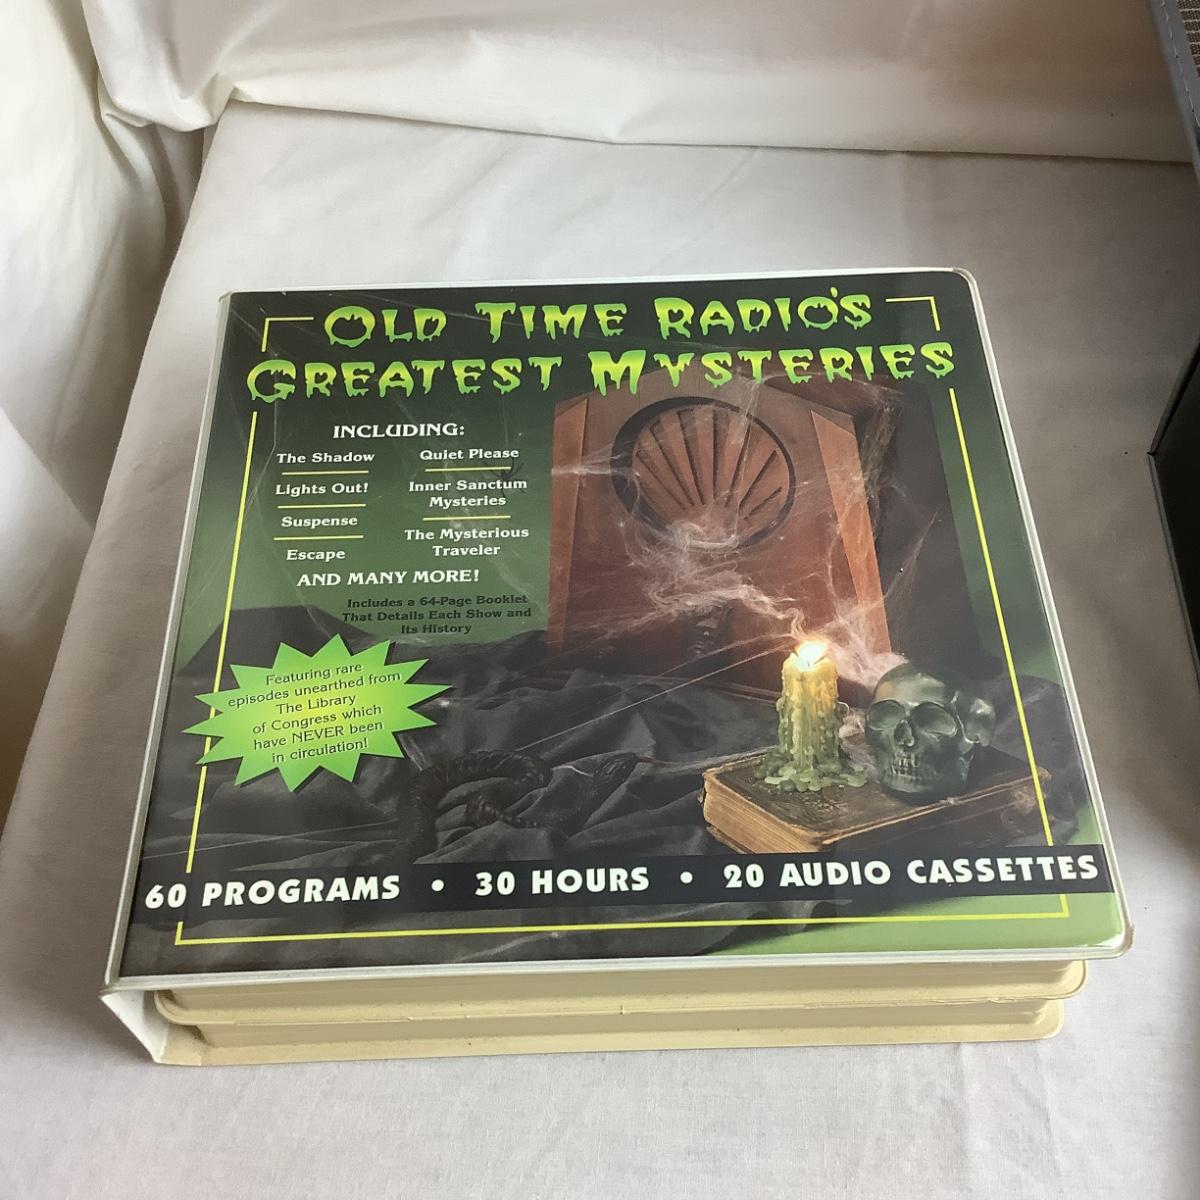 OLD TIME RADIO'S
GREATEST MYSTERIES
INCLUDING:
The Shadow
Lights Out!
Suspense
Escape
Quiet Please
Inner Sanctum
Mysteries
The Mysterious
Traveler
AND MANY MORE!
Includes a 64-Page Booklet
That Details Each Show and
Its History
Featuring rare
episodes unearthed from
The Library
of Congress which
have NEVER been
in circulation!
60 PROGRAMS • 30 HOURS • 20 AUDIO CASSETTES